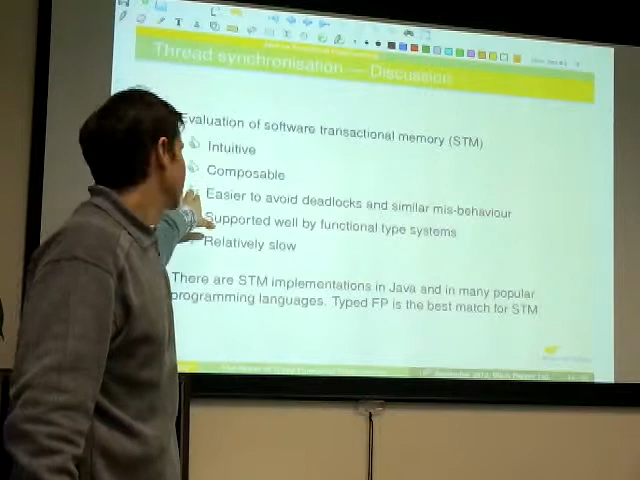 Thread synchronisation — Discussion
Evaluation of software transactional memory (STM)
Intuitive
Composable
Easier to avoid deadlocks and similar mis-behaviour
Supported well by functional type systems
Relatively slow
There are STM implementations in Java and in many popular
programming languages. Typed FP is the best match for STM